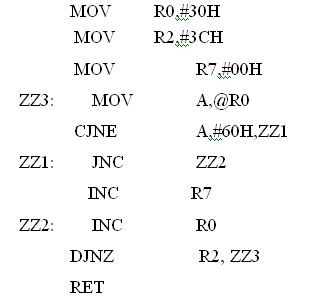 MOV R0,#30H
MOV R2,#3CH
MOV R7,#00H
ZZ3: MOV A,@R0
CJNE A,#60H,ZZ1
ZZ1: JNC ZZ2
INC R7
ZZ2: INC R0
DJNZ R2, ZZ3
RET